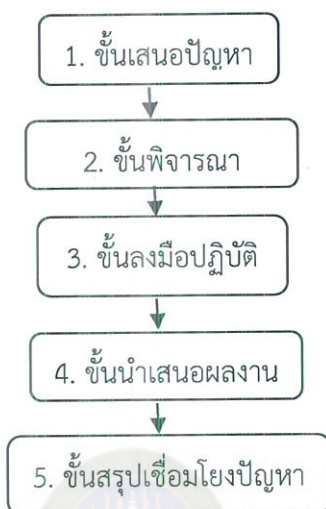 1. ขั้นเสนอปัญหา
2. ขั้นพิจารณา
3. ขั้นลงมือปฏิบัติ
4. ขั้นนำเสนอผลงาน
5. ขั้นสรุปเชื่อมโยงปัญหา